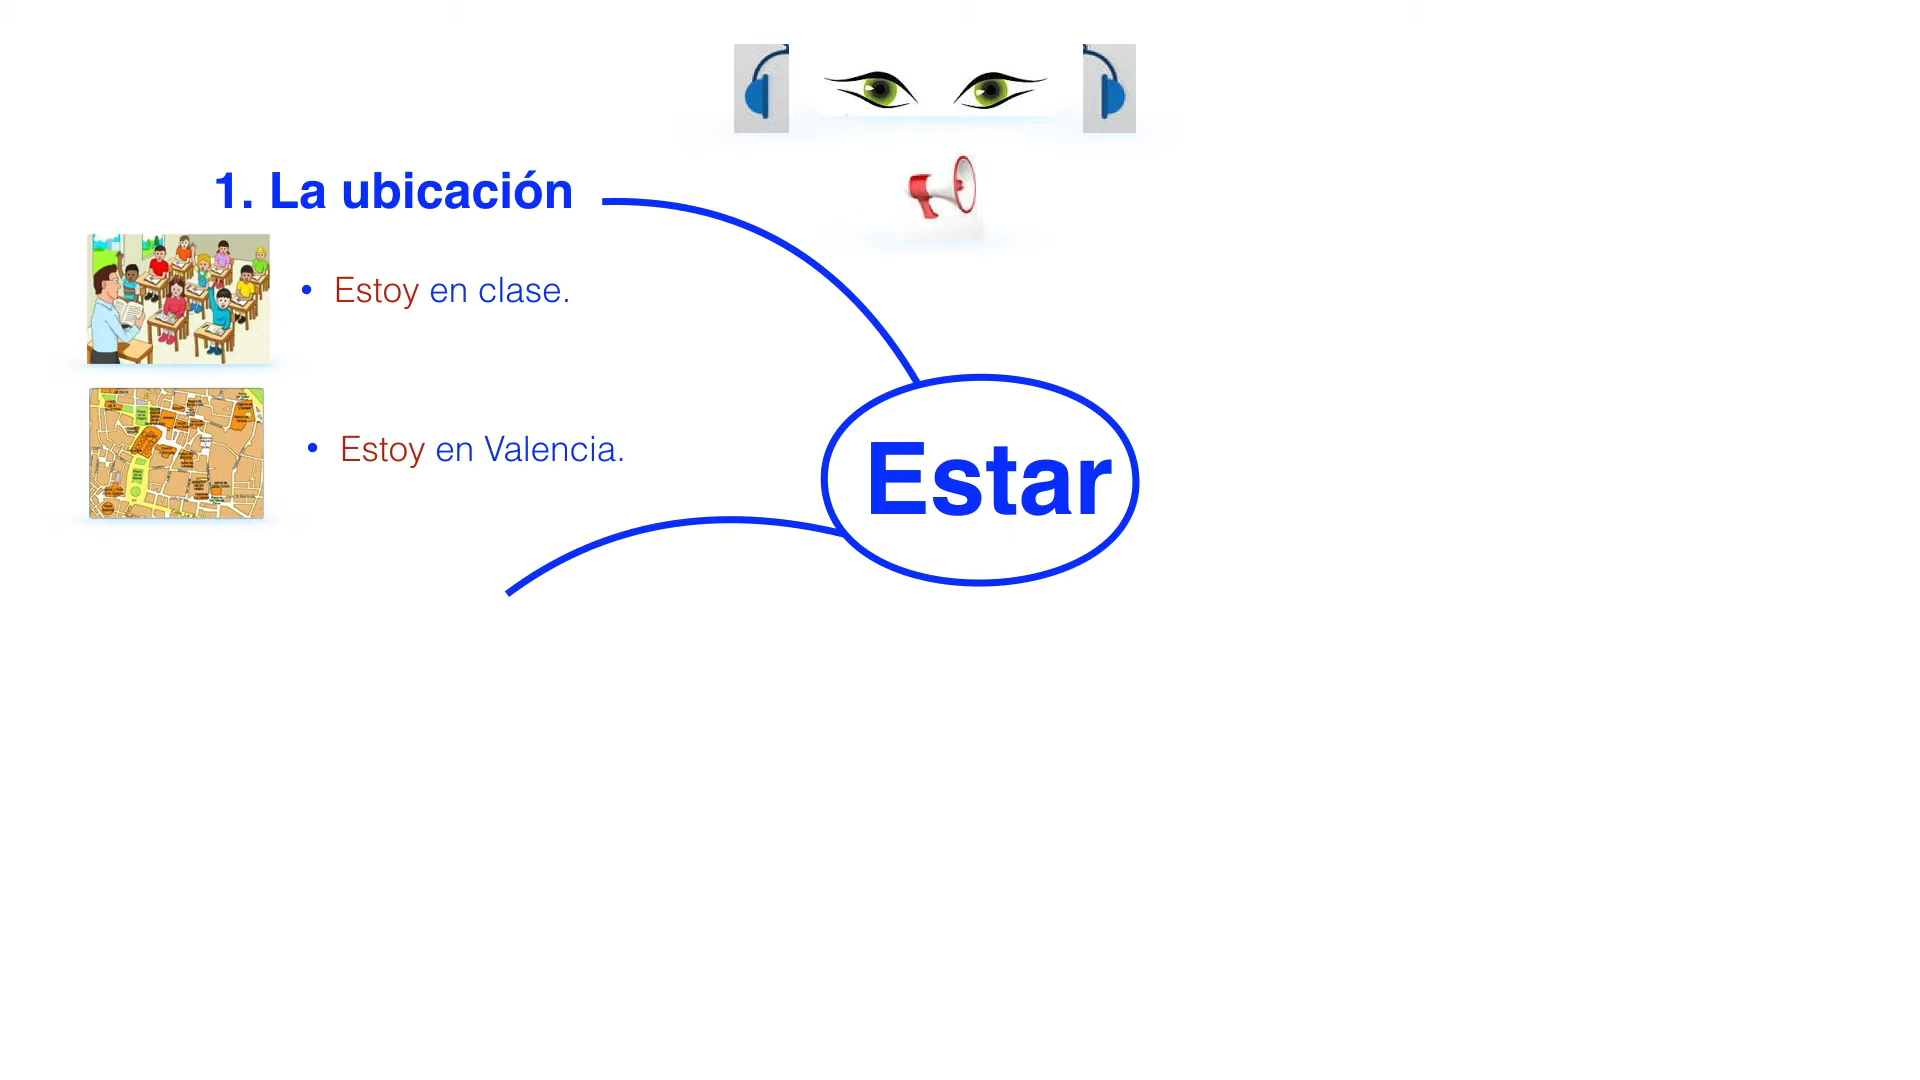 1. La ubicación
• Estoy en clase.
• Estoy en Valencia.
Estar